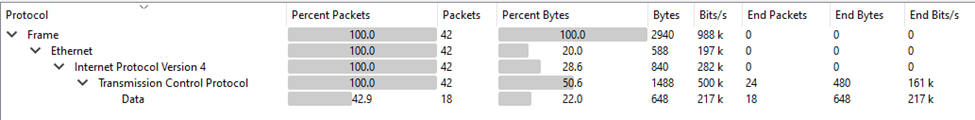 Protocol Percent Packets Packets Percent Bytes Bytes Bits/s End Packets End Bytes End Bits/s
Frame 100.0 42 100.0 2940 988 k 0 0 0
Ethernet 100.0 42 20.0 588 197 k 0 0 0
Internet Protocol Version 4 100.0 42 28.6 840 282 k 0 0 0
Transmission Control Protocol 100.0 42 50.6 1488 500 k 24 480 161 k
Data 42.9 18 22.0 648 217 k 18 648 217 k